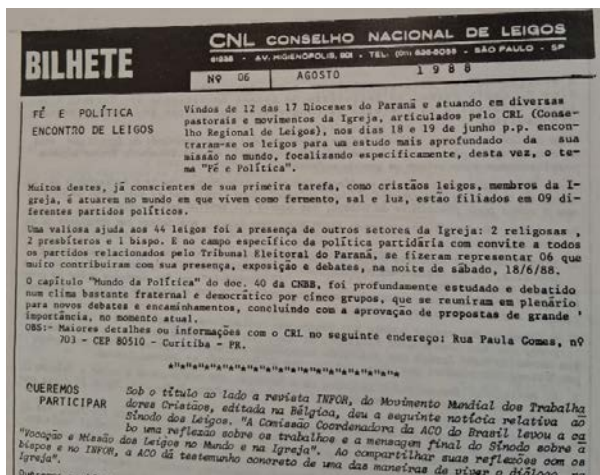 BILHETE
CNL CONSELHO NACIONAL DE LEIGOS
01238 - AV. HIGIENÓPOLIS, 901 - TEL. (011) 826-5055 - SÃO PAULO - SP
Nº 06 AGOSTO 1988
FÉ E POLÍTICA
ENCONTRO DE LEIGOS
Vindos de 12 das 17 Dioceses do Paraná e atuando em diversas
pastorais e movimentos da Igreja, articulados pelo CRL (Conse-
lho Regional de Leigos), nos dias 18 e 19 de junho p.p. encon-
traram-se os leigos para um estudo mais aprofundado da sua
missão no mundo, focalizando especificamente, desta vez, o te-
ma "Fé e Política".
Muitos destes, já conscientes de sua primeira tarefa, como cristãos leigos, membros da I-
greja, é atuarem no mundo em que vivem como fermento, sal e luz, estão filiados em 09 di-
ferentes partidos políticos.
Uma valiosa ajuda aos 44 leigos foi a presença de outros setores da Igreja: 2 religosas ,
2 presbíteros e 1 bispo. E no campo específico da política partidária com convite a todos
os partidos relacionados pelo Tribunal Eleitoral do Paraná, se fizeram representar 06 que
muito contribuiram com sua presença, exposição e debates, na noite de sábado, 18/6/88.
O capítulo "Mundo da Política" do doc. 40 da CNBB, foi profundamente estudado e debatido
num clima bastante fraternal e democrático por cinco grupos, que se reuniram em plenário
para novos debates e encaminhamentos, concluindo com a aprovação de propostas de grande '
importância, no momento atual.
OBS:- Maiores detalhes ou informações com o CRL no seguinte endereço: Rua Paula Gomes, nº
703 - CEP 80510 - Curitiba - PR.
QUEREMOS
PARTICIPAR
Sob o título ao lado a revista INFOR, do Movimento Mundial dos Trabalha
dores Cristãos, editada na Bélgica, deu a seguinte notícia relativa ao
Sínodo dos Leigos. "A Comissão Coordenadora da ACO do Brasil levou a ca
bo uma reflexão sobre os trabalhos e a mensagem final do Sínodo sobre a
"Vocação e Missão dos Leigos no Mundo e na Igreja". Ao compartilhar suas reflexões com os
bispos e no INFOR, a ACO dá testemunho concreto de uma das maneiras de viver o diálogo
Igreja".